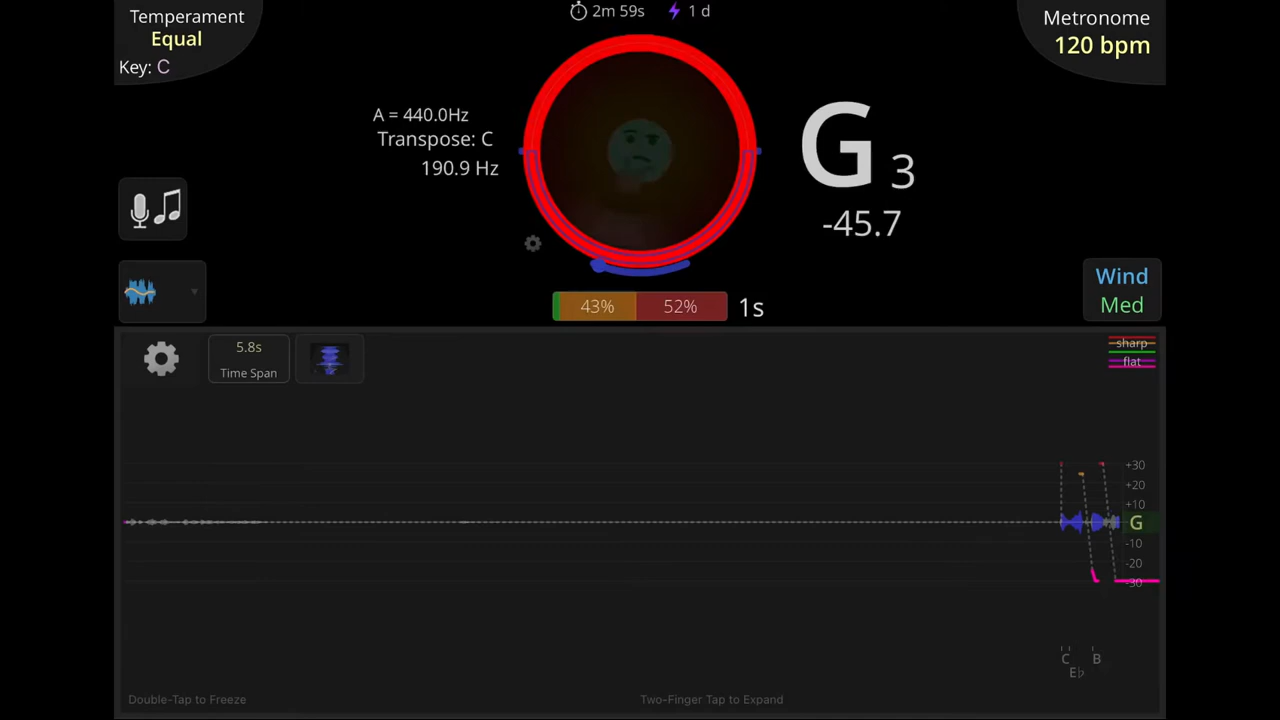 Temperament
Equal
Key: C
2m 59s
1 d
Metronome
120 bpm
A = 440.0Hz
Transpose: C
190.9 Hz
G 3
-45.7
Wind
Med
43%
52%
1s
5.8s
Time Span
sharp
flat
+30
+20
+10
G
-10
-20
-30
C
B
E♭
Double-Tap to Freeze
Two-Finger Tap to Expand